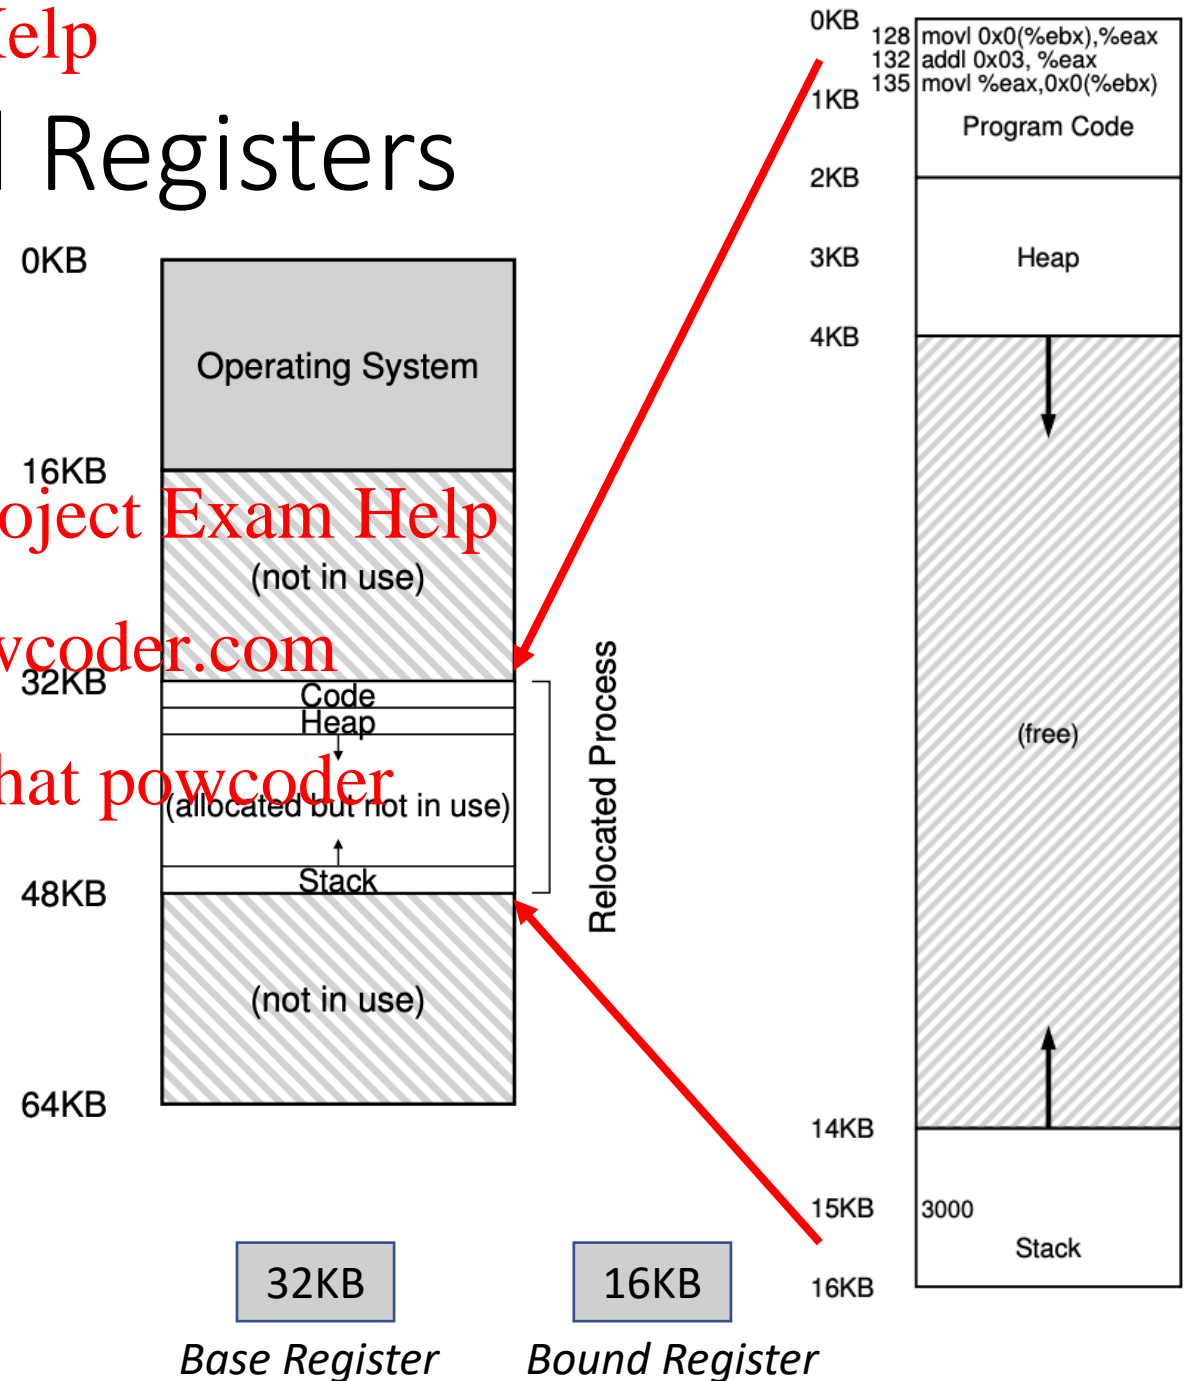 Help
d Registers
0KB
Operating System
16KB
oject Exam Help
(not in use)
wcoder.com
32KB
Code
Heap
hat powcoder
(allocated but not in use)
Stack
48KB
(not in use)
64KB
Relocated Process
32KB
Base Register
16KB
Bound Register
0KB
128 movl 0x0(%ebx),%eax
132 addl 0x03, %eax
135 movl %eax,0x0(%ebx)
1KB
Program Code
2KB
3KB
Heap
4KB
(free)
14KB
15KB
3000
Stack
16KB